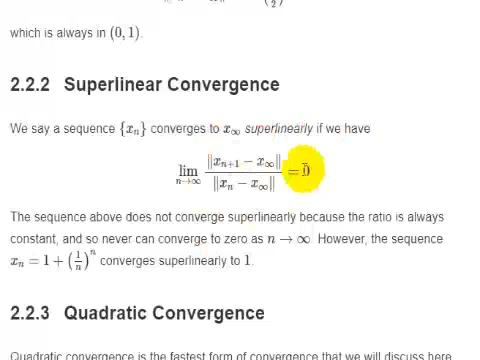 which is always in (0, 1).
2.2.2 Superlinear Convergence
We say a sequence {xₙ} converges to x∞ superlinearly if we have
lim n→∞ ‖xₙ₊₁ − x∞‖ / ‖xₙ − x∞‖ = 0
The sequence above does not converge superlinearly because the ratio is always
constant, and so never can converge to zero as n → ∞. However, the sequence
xₙ = 1 + (1/n)ⁿ converges superlinearly to 1.
2.2.3 Quadratic Convergence
Quadratic convergence is the fastest form of convergence that we will discuss here